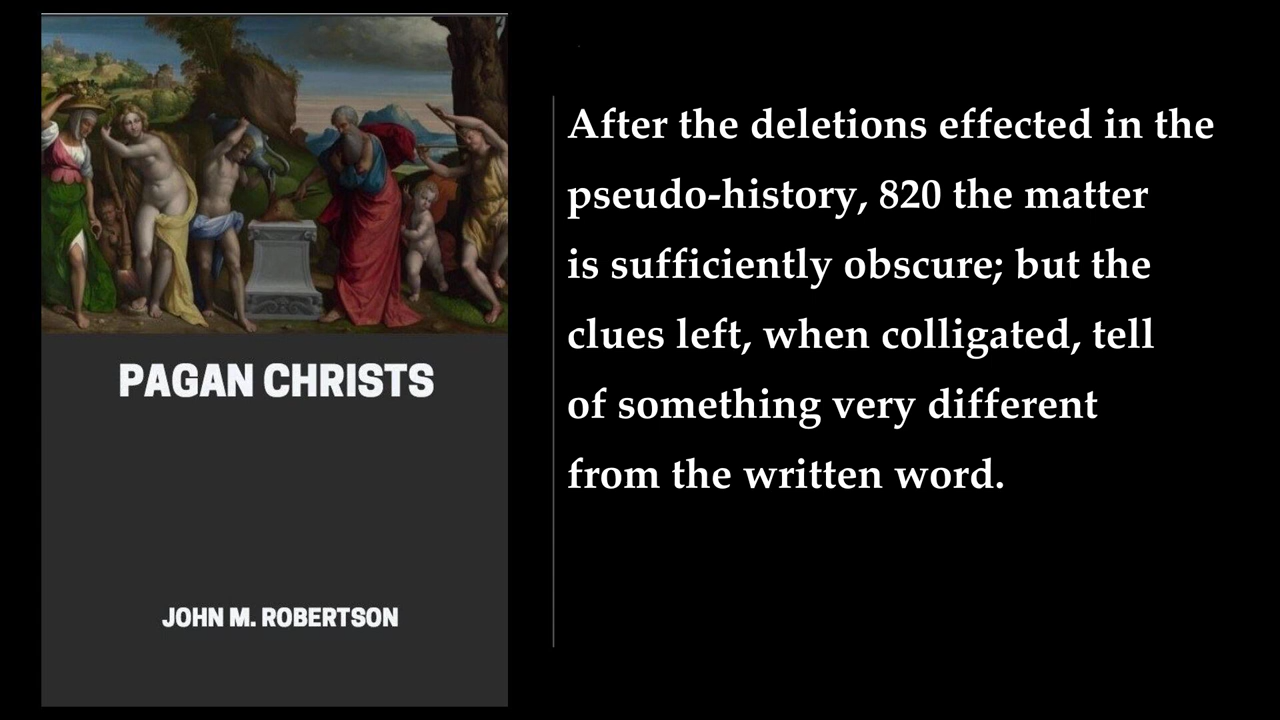 PAGAN CHRISTS
JOHN M. ROBERTSON
After the deletions effected in the
pseudo-history, 820 the matter
is sufficiently obscure; but the
clues left, when colligated, tell
of something very different
from the written word.